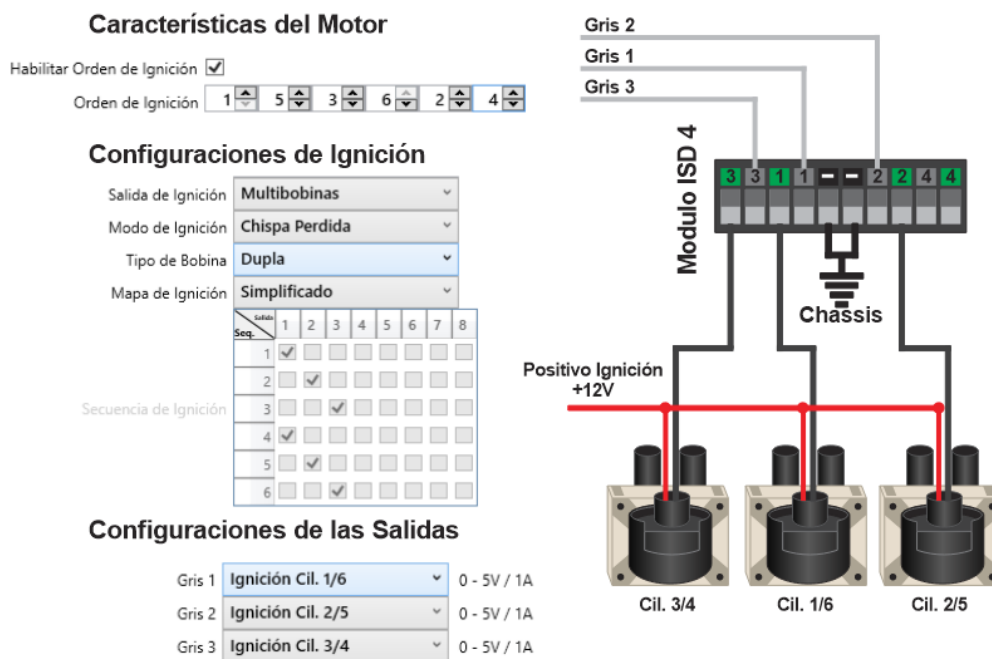 Características del Motor
Habilitar Orden de Ignición
Orden de Ignición 1 5 3 6 2 4
Configuraciones de Ignición
Salida de Ignición Multibobinas
Modo de Ignición Chispa Perdida
Tipo de Bobina Dupla
Mapa de Ignición Simplificado
Salida
Seq. 1 2 3 4 5 6 7 8
1
2
Secuencia de Ignición 3
4
5
6
Configuraciones de las Salidas
Gris 1 Ignición Cil. 1/6 0 - 5V / 1A
Gris 2 Ignición Cil. 2/5 0 - 5V / 1A
Gris 3 Ignición Cil. 3/4 0 - 5V / 1A
Gris 2
Gris 1
Gris 3
Modulo ISD 4
3 3 1 1 - - 2 2 4 4
Chassis
Positivo Ignición
+12V
Cil. 3/4 Cil. 1/6 Cil. 2/5